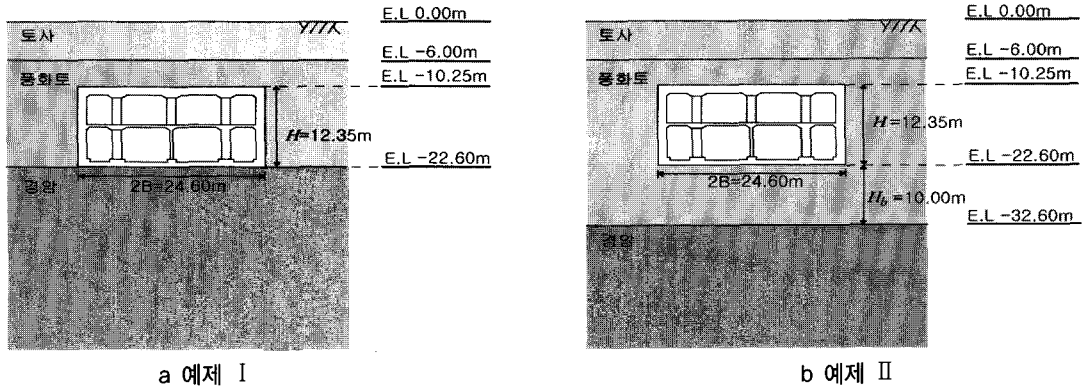 토사
풍화토
경암
E.L 0.00m
E.L -6.00m
E.L -10.25m
H=12.35m
E.L -22.60m
2B=24.60m
a 예제 Ⅰ
토사
풍화토
경암
E.L 0.00m
E.L -6.00m
E.L -10.25m
H=12.35m
E.L -22.60m
2B=24.60m
H_b=10.00m
E.L -32.60m
b 예제 Ⅱ